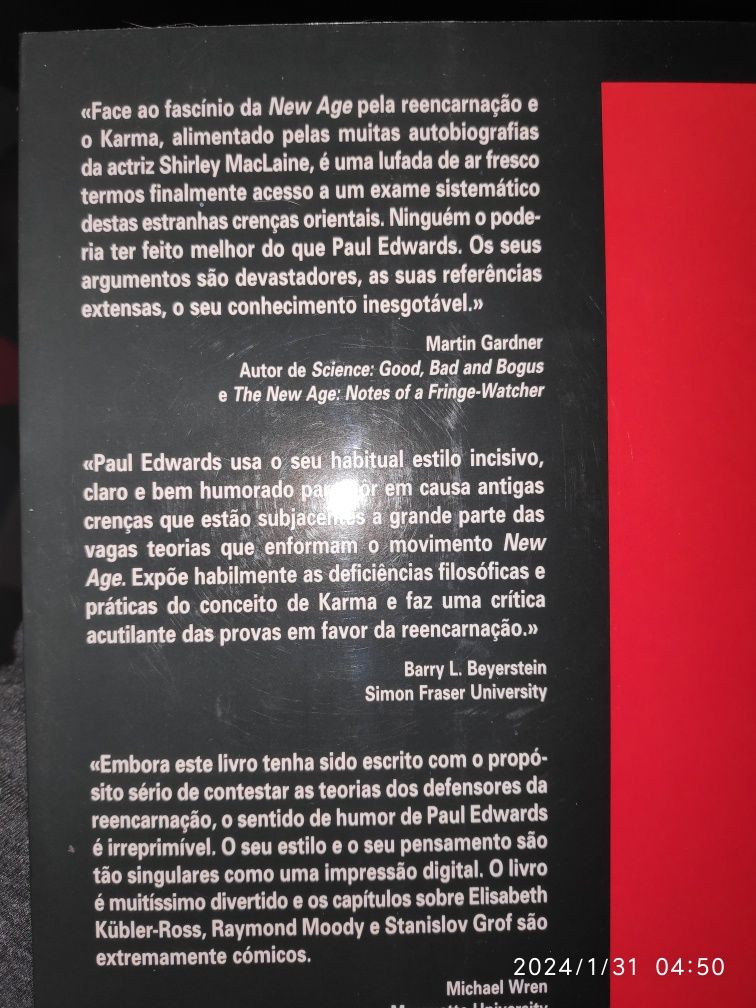 «Face ao fascínio da New Age pela reencarnação e
o Karma, alimentado pelas muitas autobiografias
da actriz Shirley MacLaine, é uma lufada de ar fresco
termos finalmente acesso a um exame sistemático
destas estranhas crenças orientais. Ninguém o pode-
ria ter feito melhor do que Paul Edwards. Os seus
argumentos são devastadores, as suas referências
extensas, o seu conhecimento inesgotável.»
Martin Gardner
Autor de Science: Good, Bad and Bogus
e The New Age: Notes of a Fringe-Watcher
«Paul Edwards usa o seu habitual estilo incisivo,
claro e bem humorado em causa antigas
crenças que estão subjacentes a grande parte das
vagas teorias que enformam o movimento New
Age. Expõe habilmente as deficiências filosóficas e
práticas do conceito de Karma e faz uma crítica
acutilante das provas em favor da reencarnação.»
Barry L. Beyerstein
Simon Fraser University
«Embora este livro tenha sido escrito com o propó-
sito sério de contestar as teorias dos defensores da
reencarnação, o sentido de humor de Paul Edwards
é irreprimível. O seu estilo e o seu pensamento são
tão singulares como uma impressão digital. O livro
é muitíssimo divertido e os capítulos sobre Elisabeth
Kübler-Ross, Raymond Moody e Stanislov Grof são
extremamente cómicos.
2024/1/31 04:50
Michael Wren